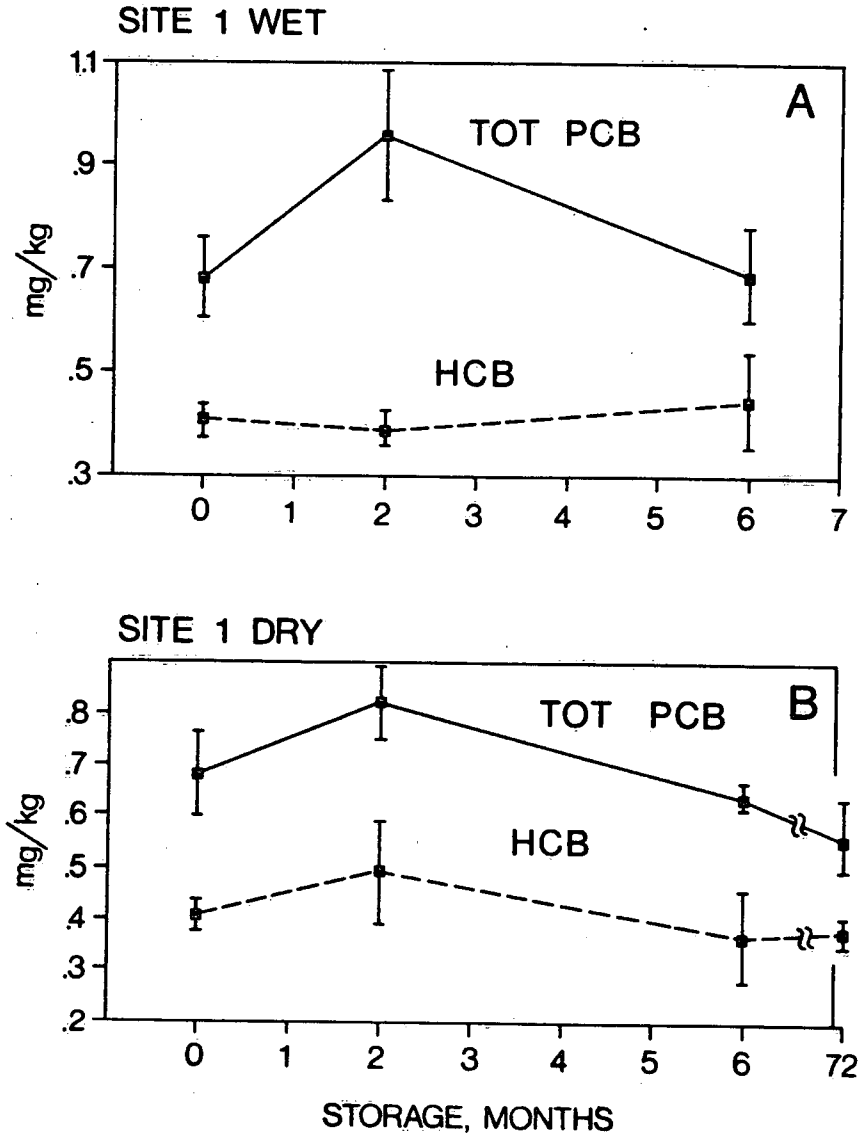 SITE 1 WET
A
1.1
.9
.7
.5
.3
mg/kg
TOT PCB
HCB
0 1 2 3 4 5 6 7
SITE 1 DRY
B
.8
.7
.6
.5
.4
.3
.2
mg/kg
TOT PCB
HCB
0 1 2 3 4 5 6 72
STORAGE, MONTHS